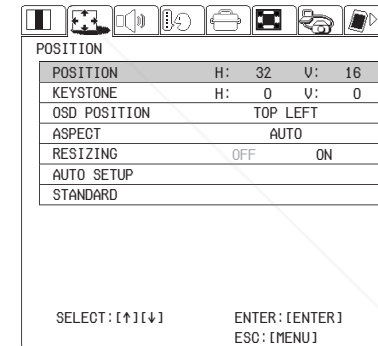 POSITION
POSITION H: 32 V: 16
KEYSTONE H: 0 V: 0
OSD POSITION TOP LEFT
ASPECT AUTO
RESIZING OFF ON
AUTO SETUP
STANDARD
SELECT:[↑][↓] ENTER:[ENTER]
ESC:[MENU]